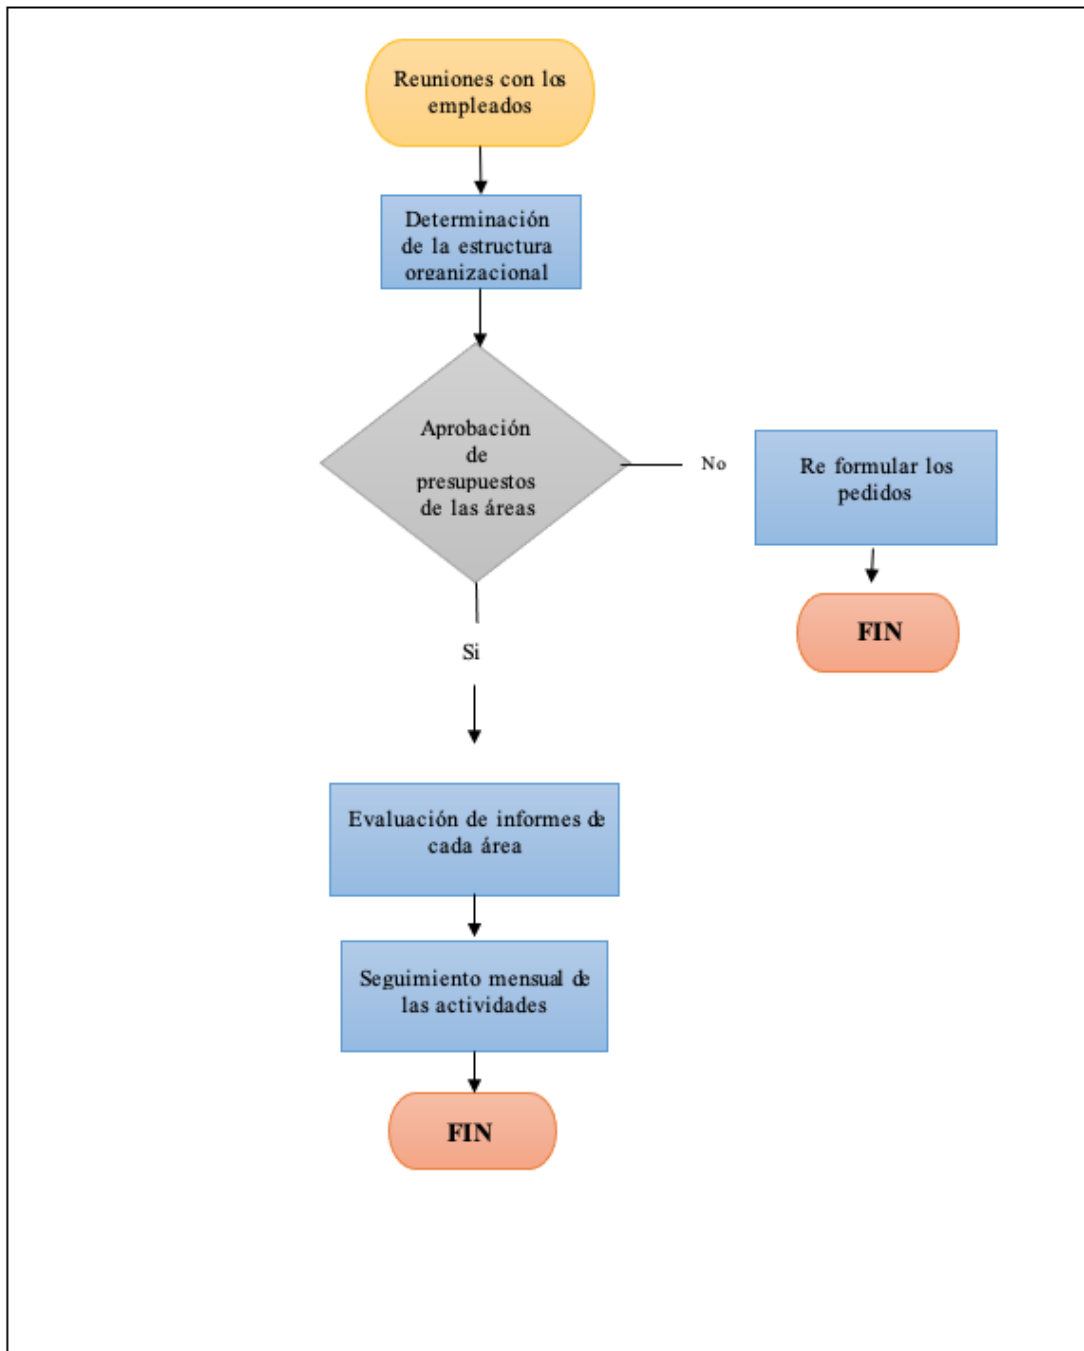 Reuniones con los
empleados
Determinación
de la estructura
organizacional
Aprobación
de
presupuestos
de las áreas
No
Re formular los
pedidos
FIN
Si
Evaluación de informes de
cada área
Seguimiento mensual de
las actividades
FIN